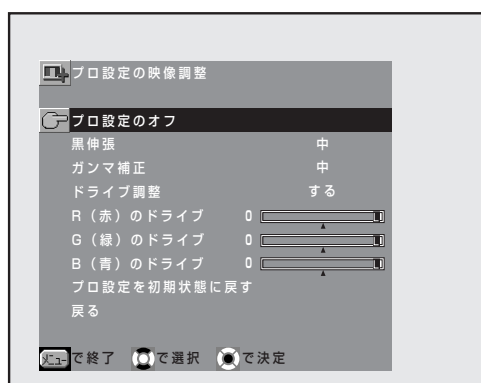 プロ設定の映像調整
プロ設定のオフ
黒伸張 中
ガンマ補正 中
ドライブ調整 する
R(赤)のドライブ 0
G(緑)のドライブ 0
B(青)のドライブ 0
プロ設定を初期状態に戻す
戻る
メニューで終了 で選択 で決定